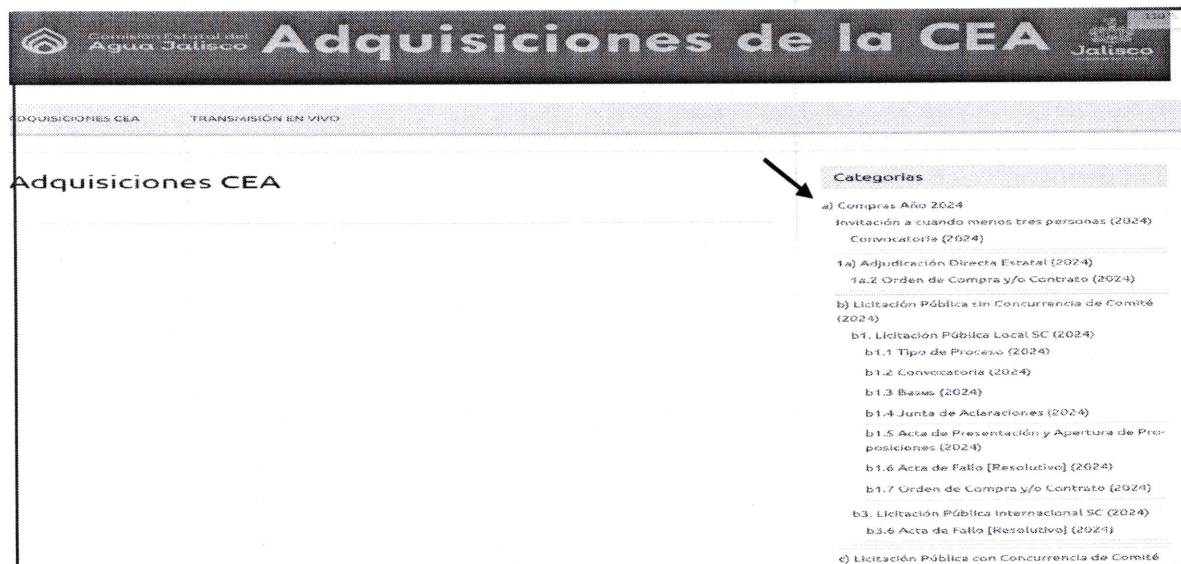 Comisión Estatal del
Agua Jalisco
Adquisiciones de la CEA
Jalisco
110%
DQUISICIONES CEA
TRANSMISIÓN EN VIVO
Adquisiciones CEA
Categorías
a) Compras Año 2024
Invitación a cuando menos tres personas (2024)
Convocatoria (2024)
1a) Adjudicación Directa Estatal (2024)
1a.2 Orden de Compra y/o Contrato (2024)
b) Licitación Pública sin Concurrencia de Comité
(2024)
b1. Licitación Pública Local SC (2024)
b1.1 Tipo de Proceso (2024)
b1.2 Convocatoria (2024)
b1.3 Bases (2024)
b1.4 Junta de Aclaraciones (2024)
b1.5 Acta de Presentación y Apertura de Pro-
posiciones (2024)
b1.6 Acta de Fallo [Resolutivo] (2024)
b1.7 Orden de Compra y/o Contrato (2024)
b3. Licitación Pública Internacional SC (2024)
b3.6 Acta de Fallo [Resolutivo] (2024)
c) Licitación Pública con Concurrencia de Comité